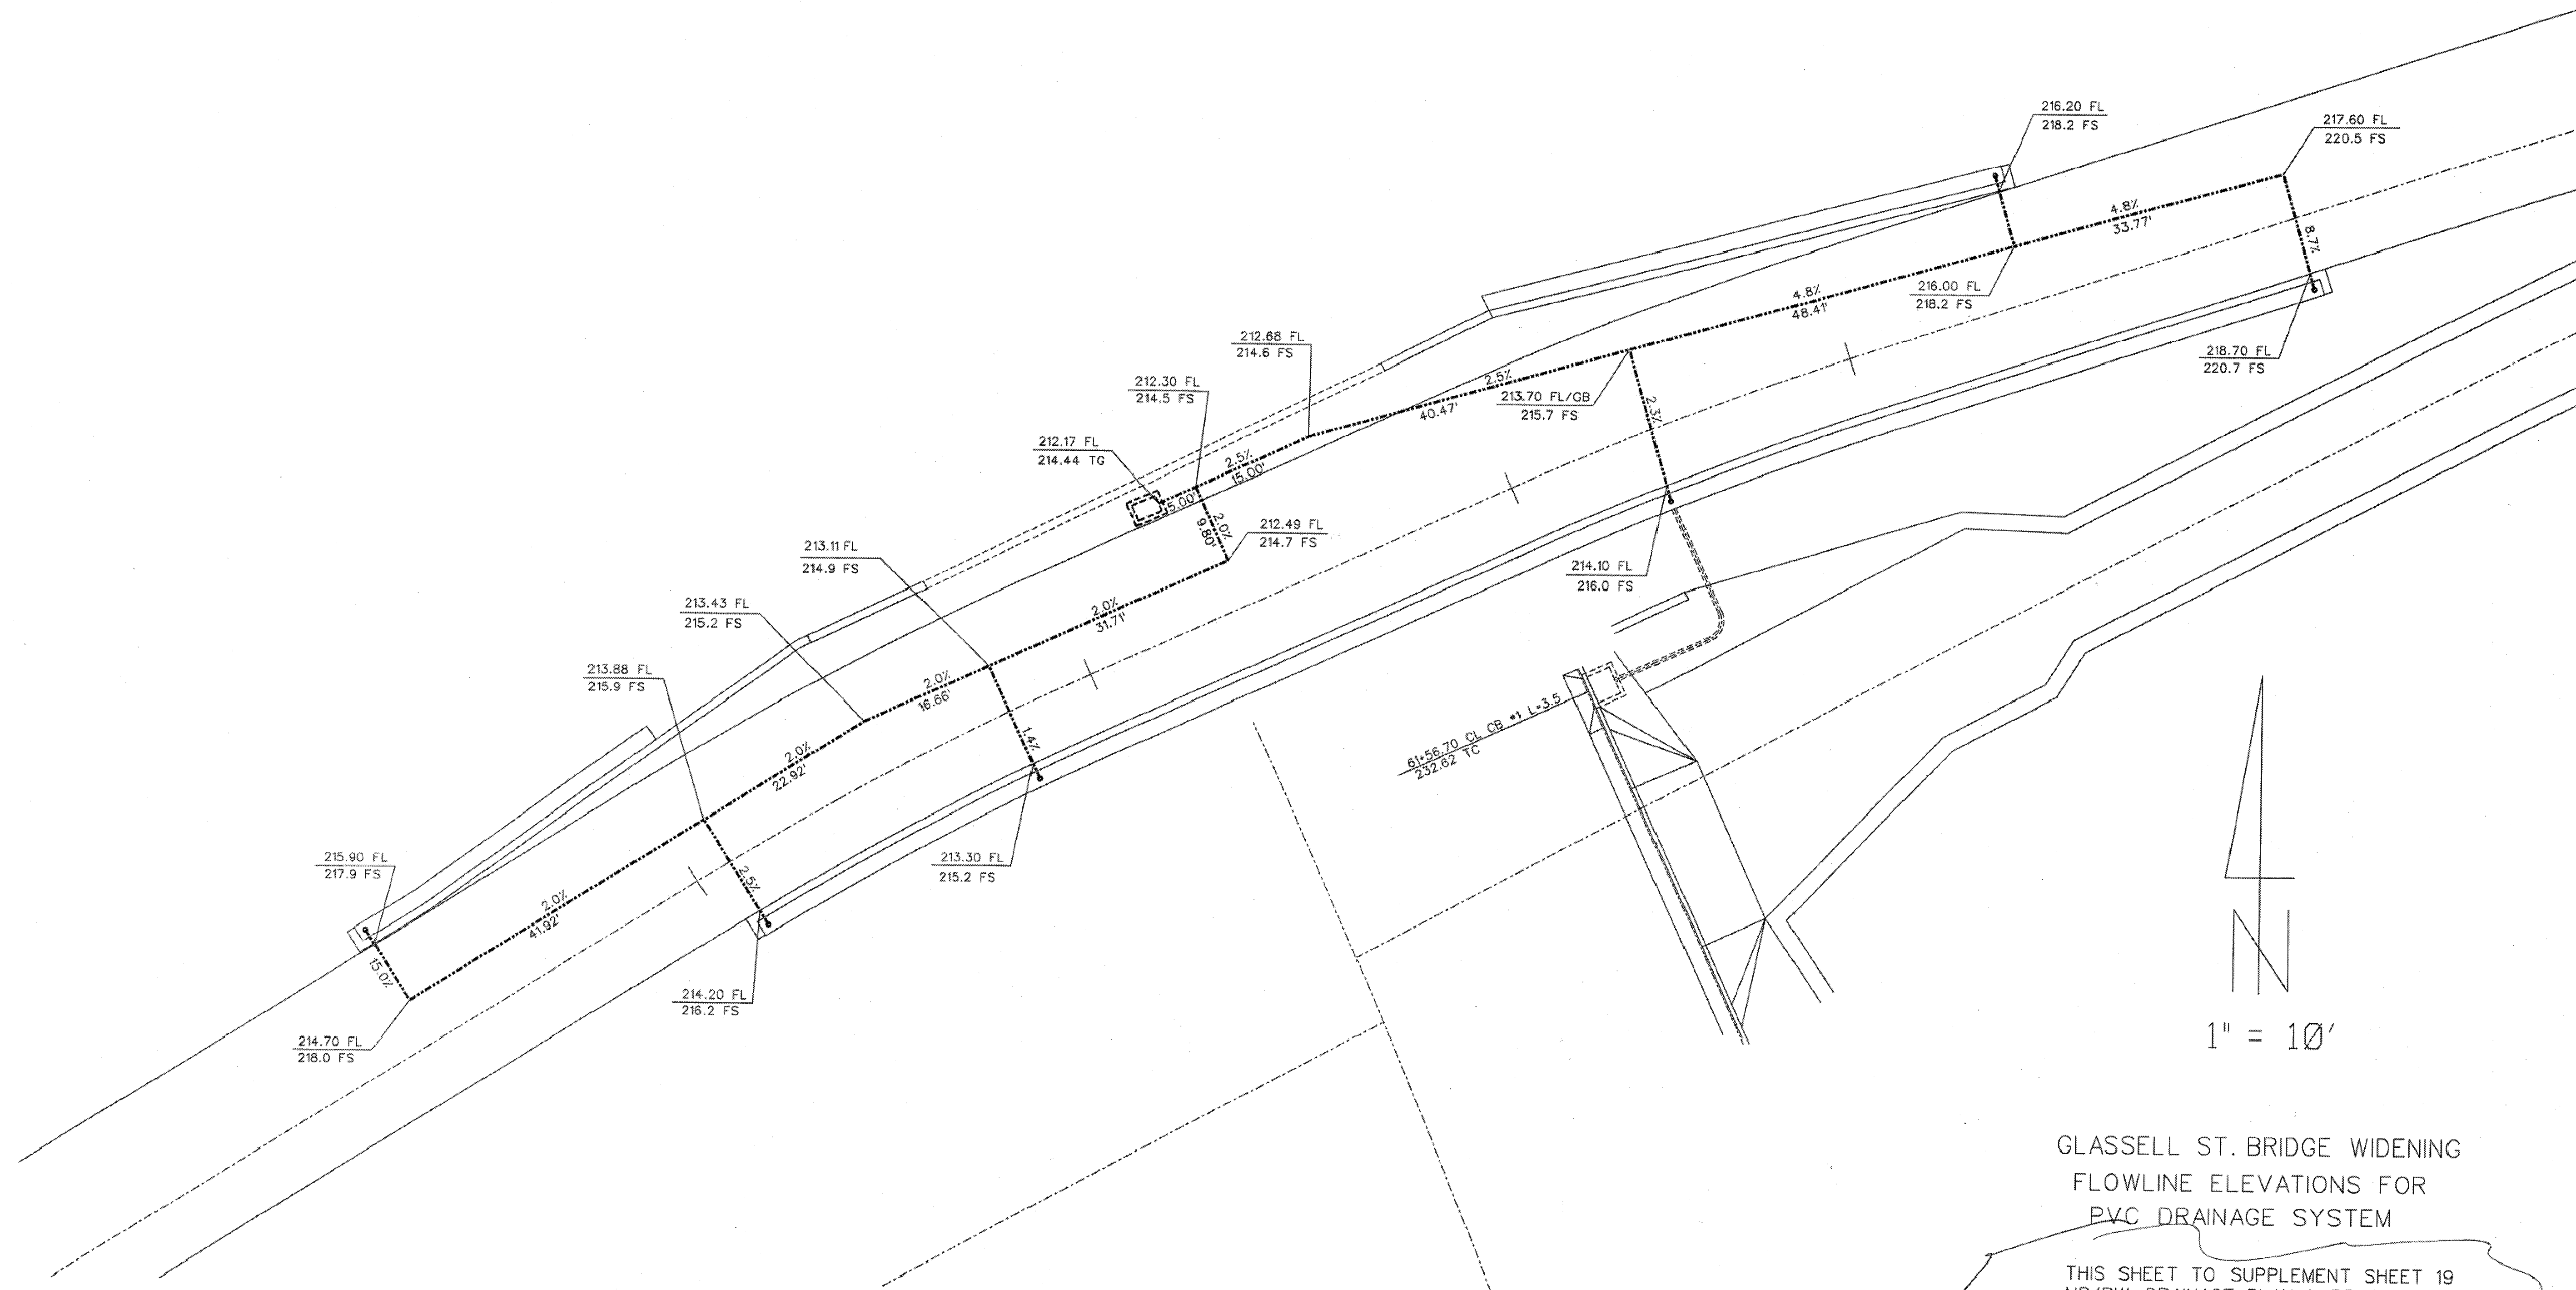 216.20 FL
218.2 FS
217.60 FL
220.5 FS
4.8%
33.77'
8.7%
4.8%
48.41'
216.00 FL
218.2 FS
218.70 FL
220.7 FS
212.68 FL
214.6 FS
2.5%
40.47'
213.70 FL/GB
215.7 FS
2.3%
212.30 FL
214.5 FS
212.17 FL
214.44 TG
2.5%
15.00'
5.00'
2.0%
9.80'
212.49 FL
214.7 FS
214.10 FL
216.0 FS
213.11 FL
214.9 FS
2.0%
31.71'
213.43 FL
215.2 FS
2.0%
16.66'
1.4%
213.88 FL
215.9 FS
2.0%
22.92'
61+56.70 CL CB #1 L=3.5
232.62 TC
213.30 FL
215.2 FS
2.5%
215.90 FL
217.9 FS
2.0%
41.92'
15.0%
214.20 FL
216.2 FS
214.70 FL
218.0 FS
N
1" = 10'
GLASSELL ST. BRIDGE WIDENING
FLOWLINE ELEVATIONS FOR
PVC DRAINAGE SYSTEM
THIS SHEET TO SUPPLEMENT SHEET 19